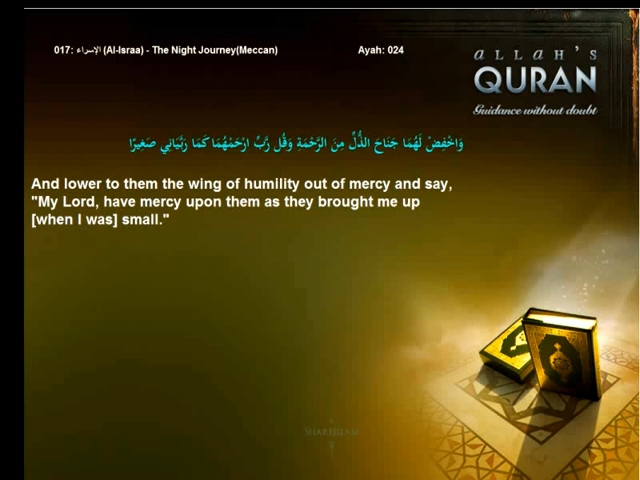 017: الإسراء (Al-Israa) - The Night Journey(Meccan) Ayah: 024
ALLAH'S
QURAN
Guidance without doubt
وَاخْفِضْ لَهُمَا جَنَاحَ الذُّلِّ مِنَ الرَّحْمَةِ وَقُل رَّبِّ ارْحَمْهُمَا كَمَا رَبَّيَانِي صَغِيرًا
And lower to them the wing of humility out of mercy and say,
"My Lord, have mercy upon them as they brought me up
[when I was] small."
SHAREISLAM